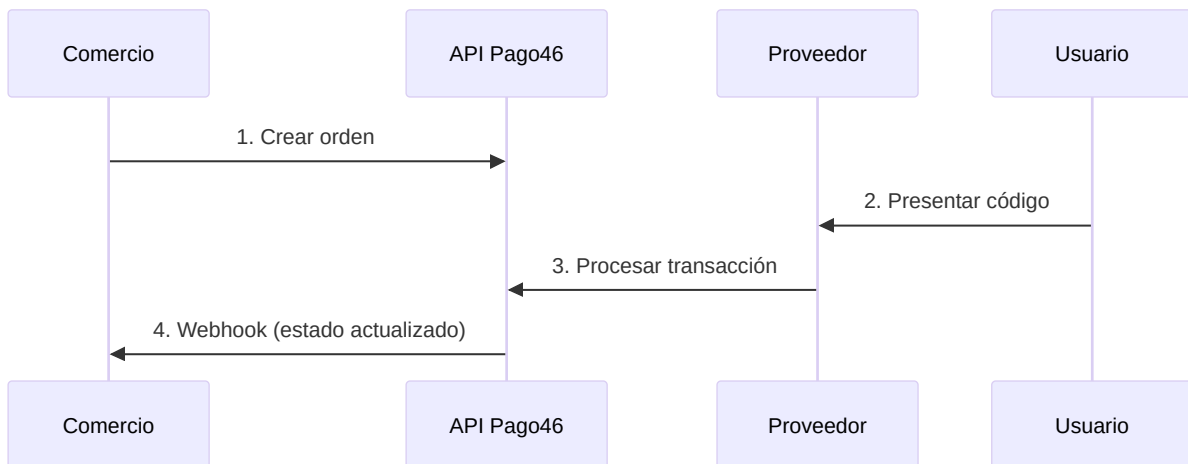 Comercio
API Pago46
Proveedor
Usuario
1. Crear orden
2. Presentar código
3. Procesar transacción
4. Webhook (estado actualizado)
Comercio
API Pago46
Proveedor
Usuario